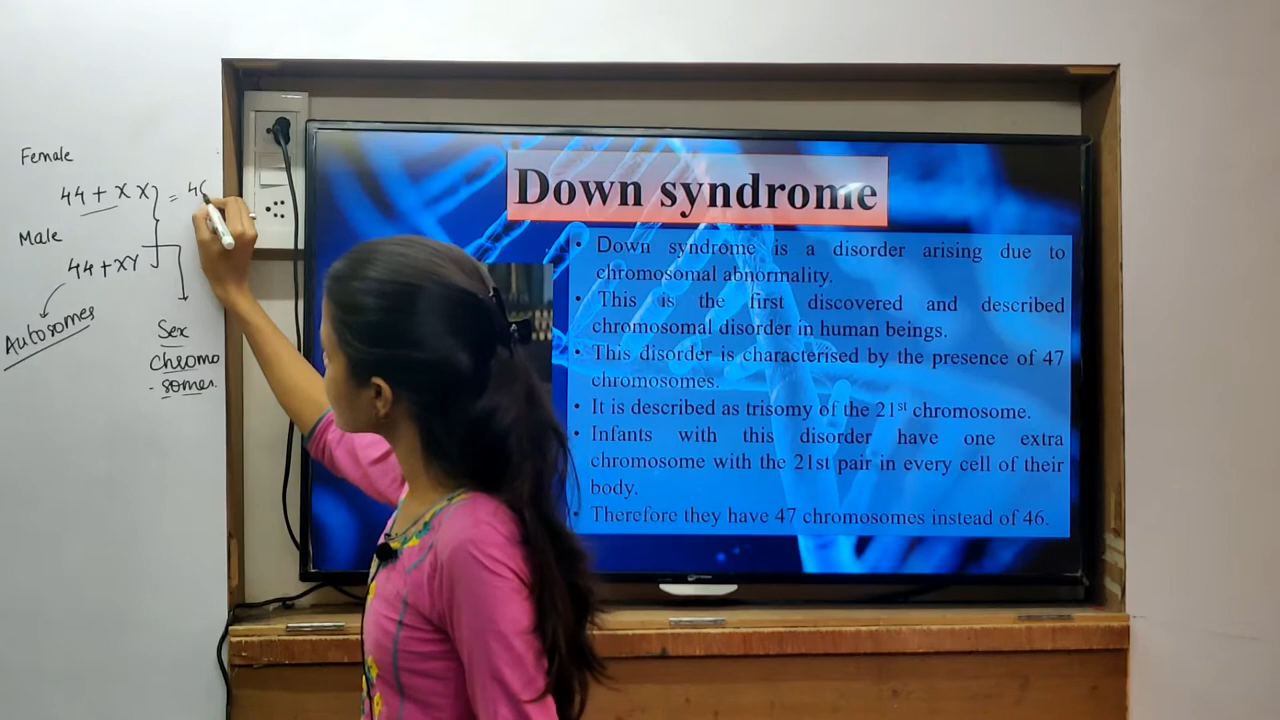 Female
44 + X X } = 46
Male
44 + XY
Autosomes
Sex
Chromo
- somes.
Down syndrome
• Down syndrome is a disorder arising due to
chromosomal abnormality.
• This is the first discovered and described
chromosomal disorder in human beings.
• This disorder is characterised by the presence of 47
chromosomes.
• It is described as trisomy of the 21st chromosome.
• Infants with this disorder have one extra
chromosome with the 21st pair in every cell of their
body.
• Therefore they have 47 chromosomes instead of 46.